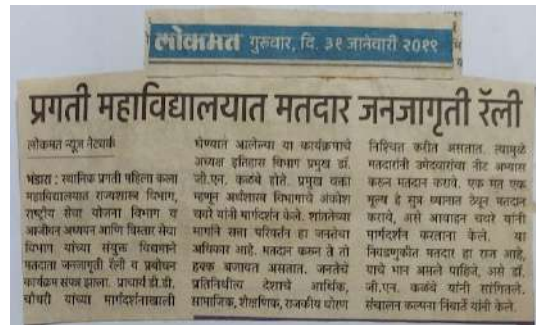 लोकमत गुरुवार, दि. ३१ जानेवारी २०१९
प्रगती महाविद्यालयात मतदार जनजागृती रॅली
लोकमत न्यूज नेटवर्क
भंडारा : स्थानिक प्रगती महिला कला
महाविद्यालयात राज्यशास्त्र विभाग,
राष्ट्रीय सेवा योजना विभाग व
आजीवन अध्ययन आणि विस्तार सेवा
विभाग यांच्या संयुक्त विद्यमाने
मतदाता जनजागृती रॅली व प्रबोधन
कार्यक्रम संपन्न झाला. प्राचार्य डॉ.डी.
चौधरी यांच्या मार्गदर्शनाखाली
घेण्यात आलेल्या या कार्यक्रमाचे
अध्यक्ष इतिहास विभाग प्रमुख डॉ.
जी.एन. कळंबे होते. प्रमुख वक्ता
म्हणून अर्थशास्त्र विभागाचे अंकोश
चवरे यांनी मार्गदर्शन केले. शांततेच्या
मार्गाने सत्ता परिवर्तन हा जनतेचा
अधिकार आहे. मतदान करून ते तो
हक्क बजावत असतात. जनतेचे
प्रतिनिधीत्व देशाचे आर्थिक,
सामाजिक, शैक्षणिक, राजकीय धोरण
निश्चित करीत असतात. त्यामुळे
मतदारांनी उमेदवारांचा नीट अभ्यास
करून मतदान करावे. एक मत एक
मूल्य हे सूत्र ध्यानात ठेवून मतदान
करावे, असे आवाहन चवरे यांनी
मार्गदर्शन करताना केले. या
निवडणुकीत मतदार हा राजा आहे,
याचे भान असले पाहिजे, असे डॉ.
जी.एन. कळंबे यांनी सांगितले.
संचालन कल्पना निंबार्ते यांनी केले.